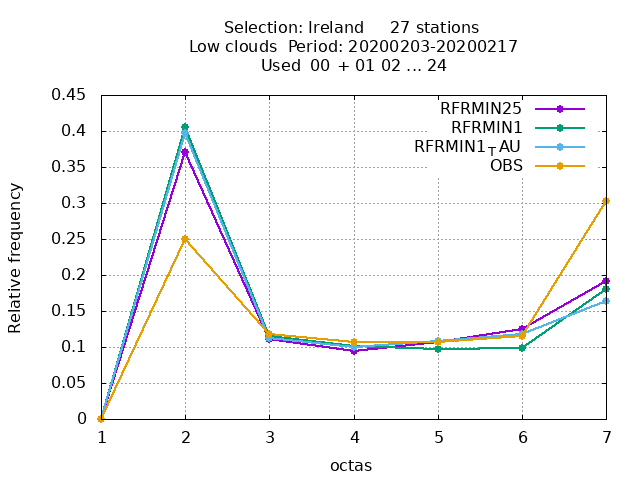 Selection: Ireland 27 stations
Low clouds Period: 20200203-20200217
Used 00 + 01 02 ... 24
0.45
0.4
0.35
0.3
0.25
0.2
0.15
0.1
0.05
0
Relative frequency
RFRMIN25
RFRMIN1
RFRMIN1_TAU
OBS
1 2 3 4 5 6 7
octas